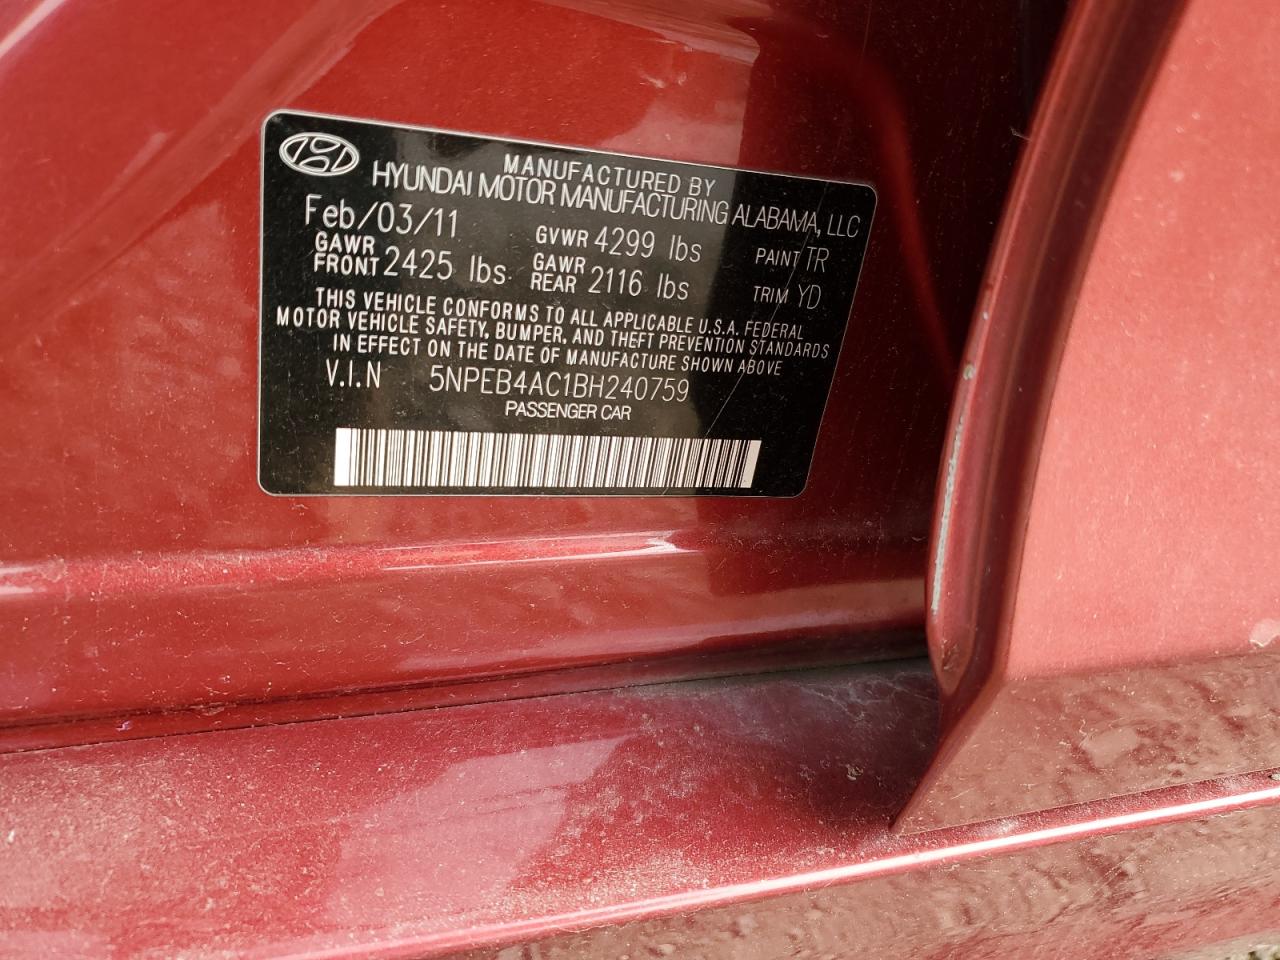 MANUFACTURED BY
HYUNDAI MOTOR MANUFACTURING ALABAMA, LLC
Feb/03/11 GVWR 4299 lbs PAINT TR
GAWR FRONT 2425 lbs GAWR REAR 2116 lbs TRIM YD
THIS VEHICLE CONFORMS TO ALL APPLICABLE U.S.A. FEDERAL
MOTOR VEHICLE SAFETY, BUMPER, AND THEFT PREVENTION STANDARDS
IN EFFECT ON THE DATE OF MANUFACTURE SHOWN ABOVE
V.I.N 5NPEB4AC1BH240759
PASSENGER CAR